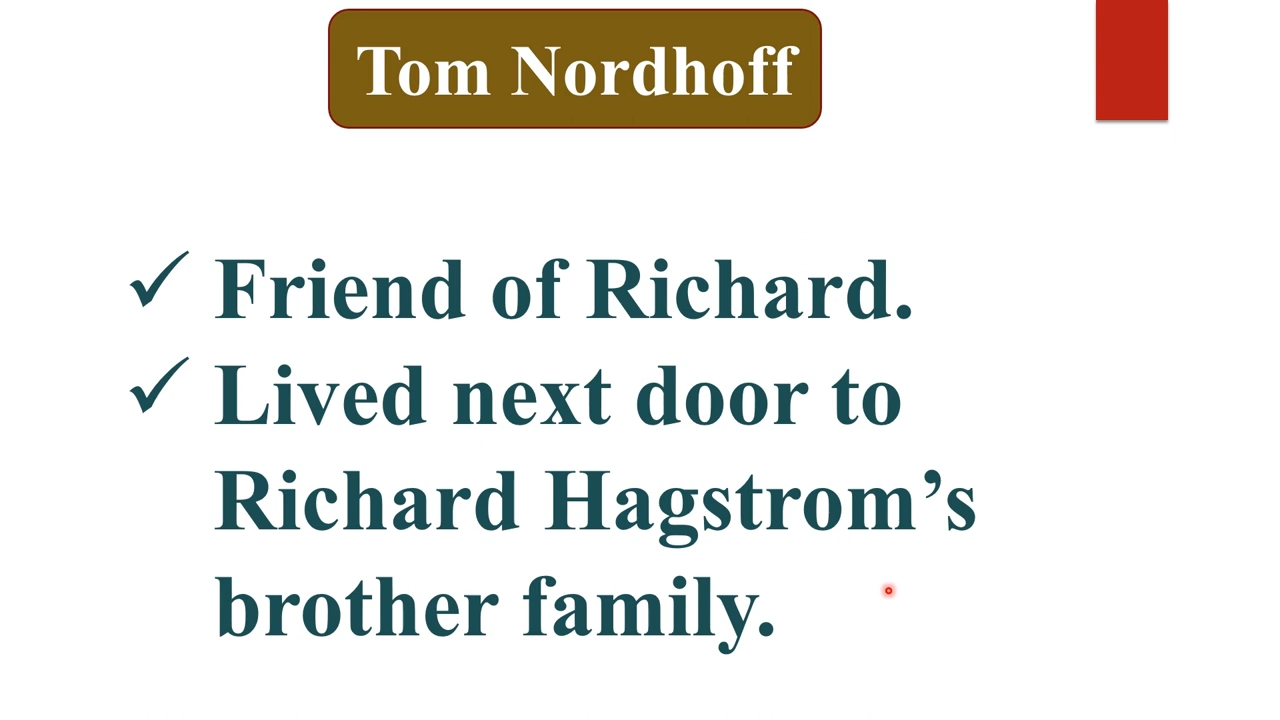 Tom Nordhoff
✓ Friend of Richard.
✓ Lived next door to
Richard Hagstrom’s
brother family.